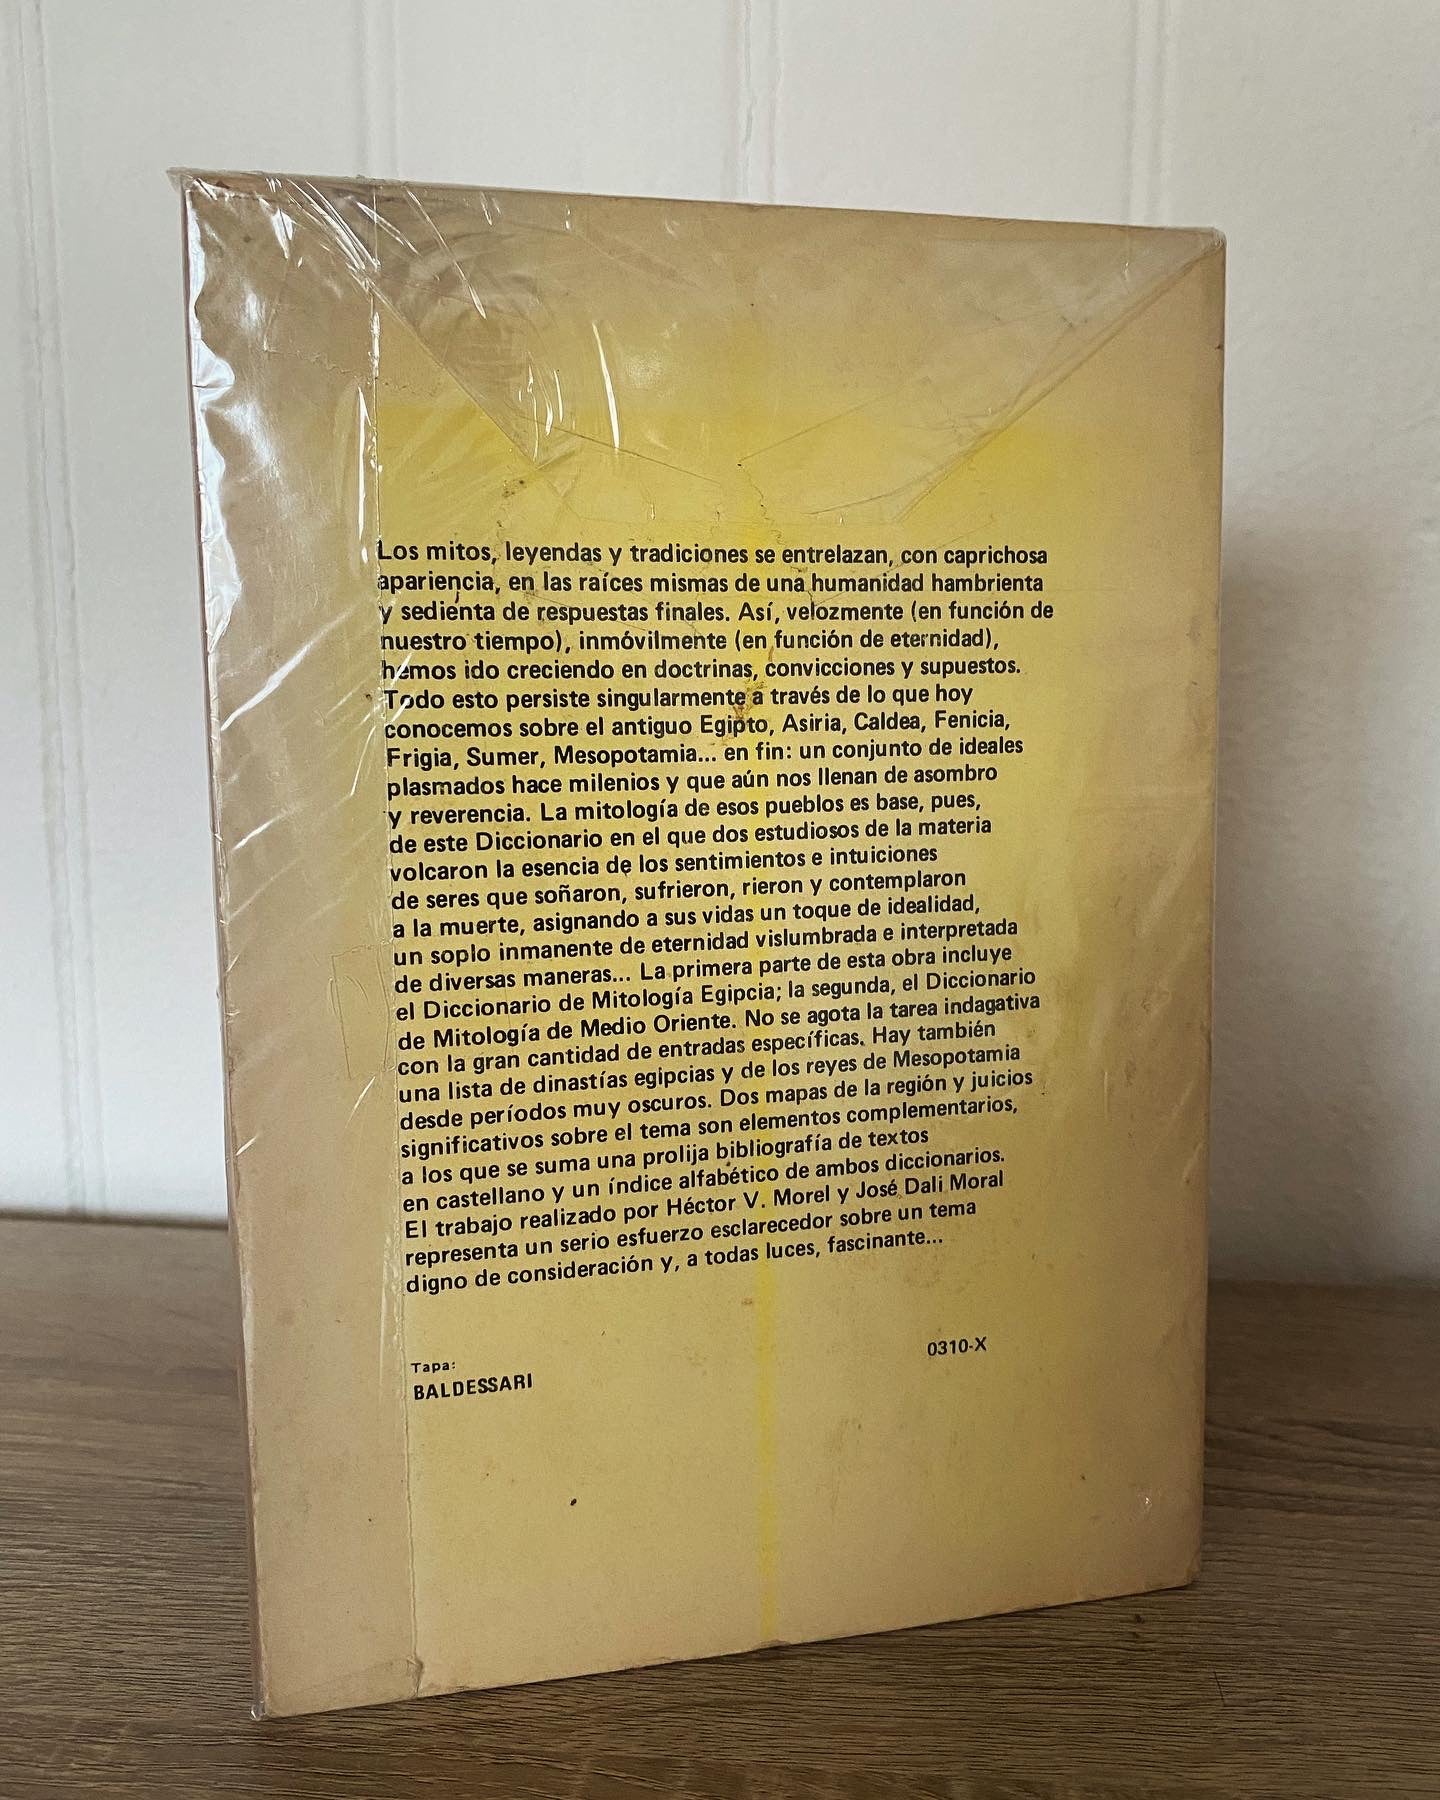 Los mitos, leyendas y tradiciones se entrelazan, con caprichosa
apariencia, en las raíces mismas de una humanidad hambrienta
y sedienta de respuestas finales. Así, velozmente (en función de
nuestro tiempo), inmóvilmente (en función de eternidad),
hemos ido creciendo en doctrinas, convicciones y supuestos.
Todo esto persiste singularmente a través de lo que hoy
conocemos sobre el antiguo Egipto, Asiria, Caldea, Fenicia,
Frigia, Sumer, Mesopotamia... en fin: un conjunto de ideales
plasmados hace milenios y que aún nos llenan de asombro
y reverencia. La mitología de esos pueblos es base, pues,
de este Diccionario en el que dos estudiosos de la materia
volcaron la esencia de los sentimientos e intuiciones
de seres que soñaron, sufrieron, rieron y contemplaron
a la muerte, asignando a sus vidas un toque de idealidad,
un soplo inmanente de eternidad vislumbrada e interpretada
de diversas maneras... La primera parte de esta obra incluye
el Diccionario de Mitología Egipcia; la segunda, el Diccionario
de Mitología de Medio Oriente. No se agota la tarea indagativa
con la gran cantidad de entradas específicas. Hay también
una lista de dinastías egipcias y de los reyes de Mesopotamia
desde períodos muy oscuros. Dos mapas de la región y juicios
significativos sobre el tema son elementos complementarios,
a los que se suma una prolija bibliografía de textos
en castellano y un índice alfabético de ambos diccionarios.
El trabajo realizado por Héctor V. Morel y José Dali Moral
representa un serio esfuerzo esclarecedor sobre un tema
digno de consideración y, a todas luces, fascinante...
Tapa:
BALDESSARI
0310-X